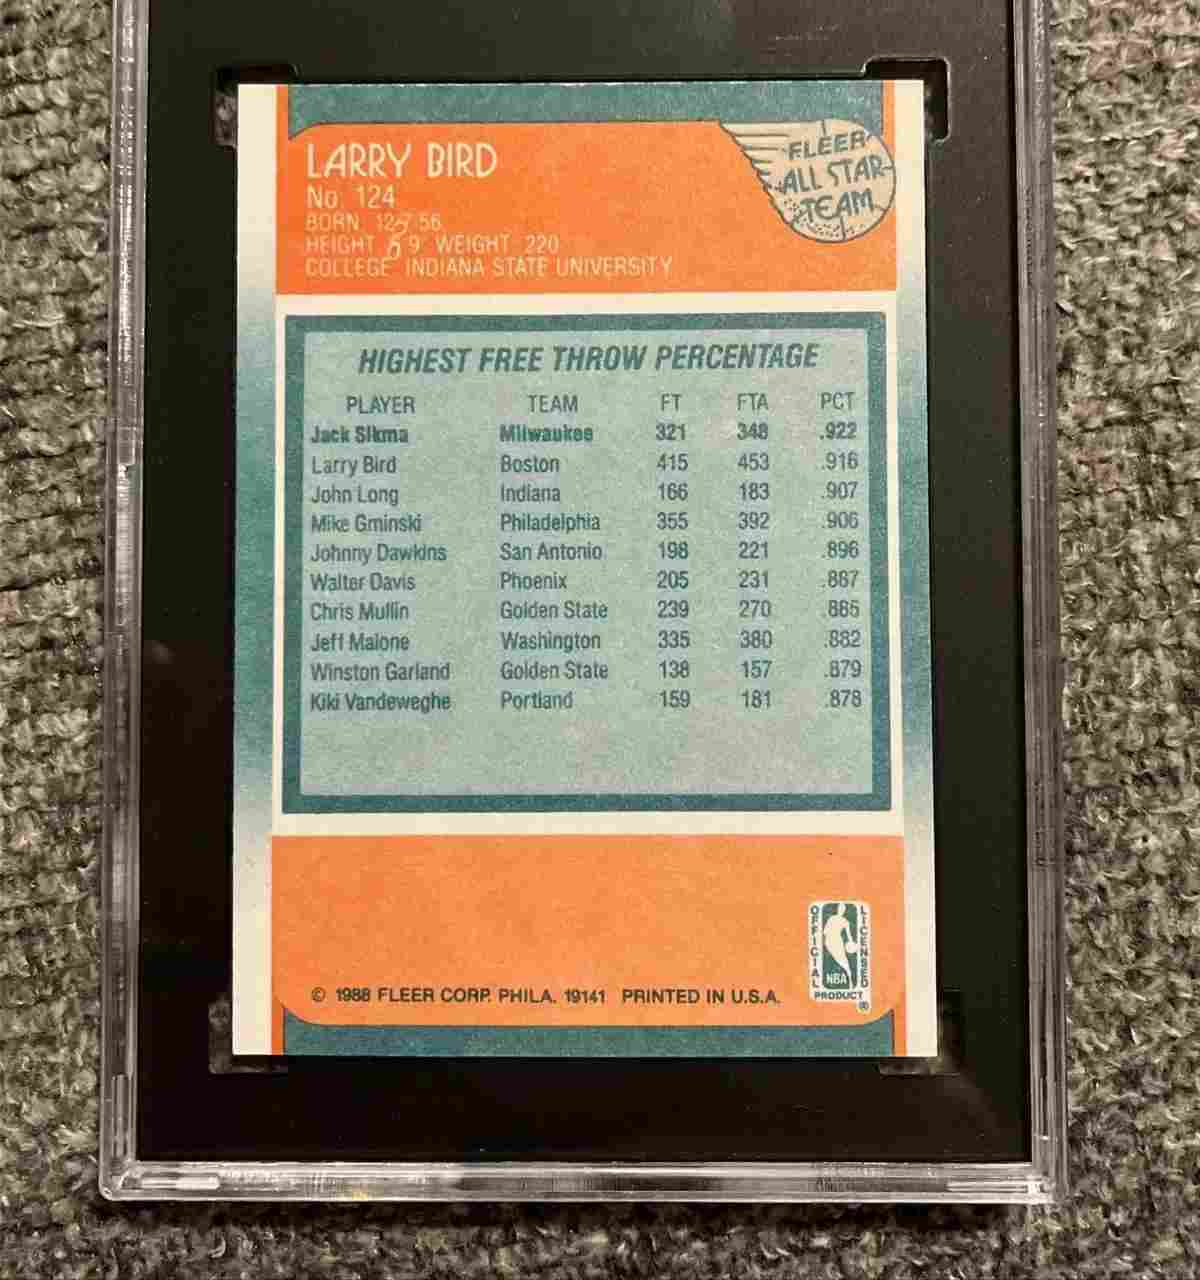 LARRY BIRD
No. 124
BORN 12 7 56
HEIGHT 6 9 WEIGHT 220
COLLEGE INDIANA STATE UNIVERSITY
FLEER
ALL STAR
TEAM
HIGHEST FREE THROW PERCENTAGE
PLAYER TEAM FT FTA PCT
Jack Sikma Milwaukee 321 348 .922
Larry Bird Boston 415 453 .916
John Long Indiana 166 183 .907
Mike Gminski Philadelphia 355 392 .906
Johnny Dawkins San Antonio 198 221 .896
Walter Davis Phoenix 205 231 .887
Chris Mullin Golden State 239 270 .885
Jeff Malone Washington 335 380 .882
Winston Garland Golden State 138 157 .879
Kiki Vandeweghe Portland 159 181 .878
OFFICIAL LICENSED
NBA
PRODUCT ®
© 1988 FLEER CORP. PHILA. 19141 PRINTED IN U.S.A.